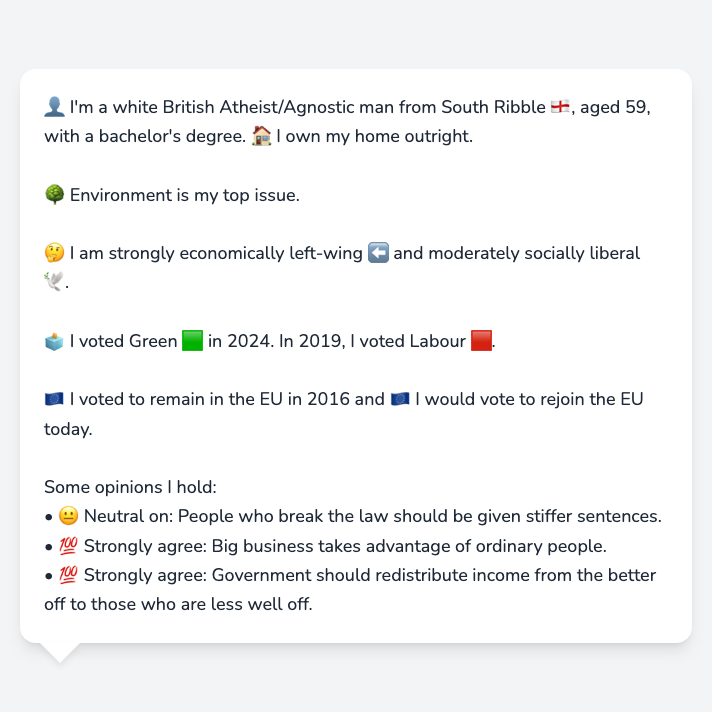 👤 I'm a white British Atheist/Agnostic man from South Ribble 🏴󠁧󠁢󠁥󠁮󠁧󠁿, aged 59,
with a bachelor's degree. 🏠 I own my home outright.
🌳 Environment is my top issue.
🤔 I am strongly economically left-wing ⬅️ and moderately socially liberal
🕊️.
🗳️ I voted Green 🟩 in 2024. In 2019, I voted Labour 🟥.
🇪🇺 I voted to remain in the EU in 2016 and 🇪🇺 I would vote to rejoin the EU
today.
Some opinions I hold:
• 😐 Neutral on: People who break the law should be given stiffer sentences.
• 💯 Strongly agree: Big business takes advantage of ordinary people.
• 💯 Strongly agree: Government should redistribute income from the better
off to those who are less well off.